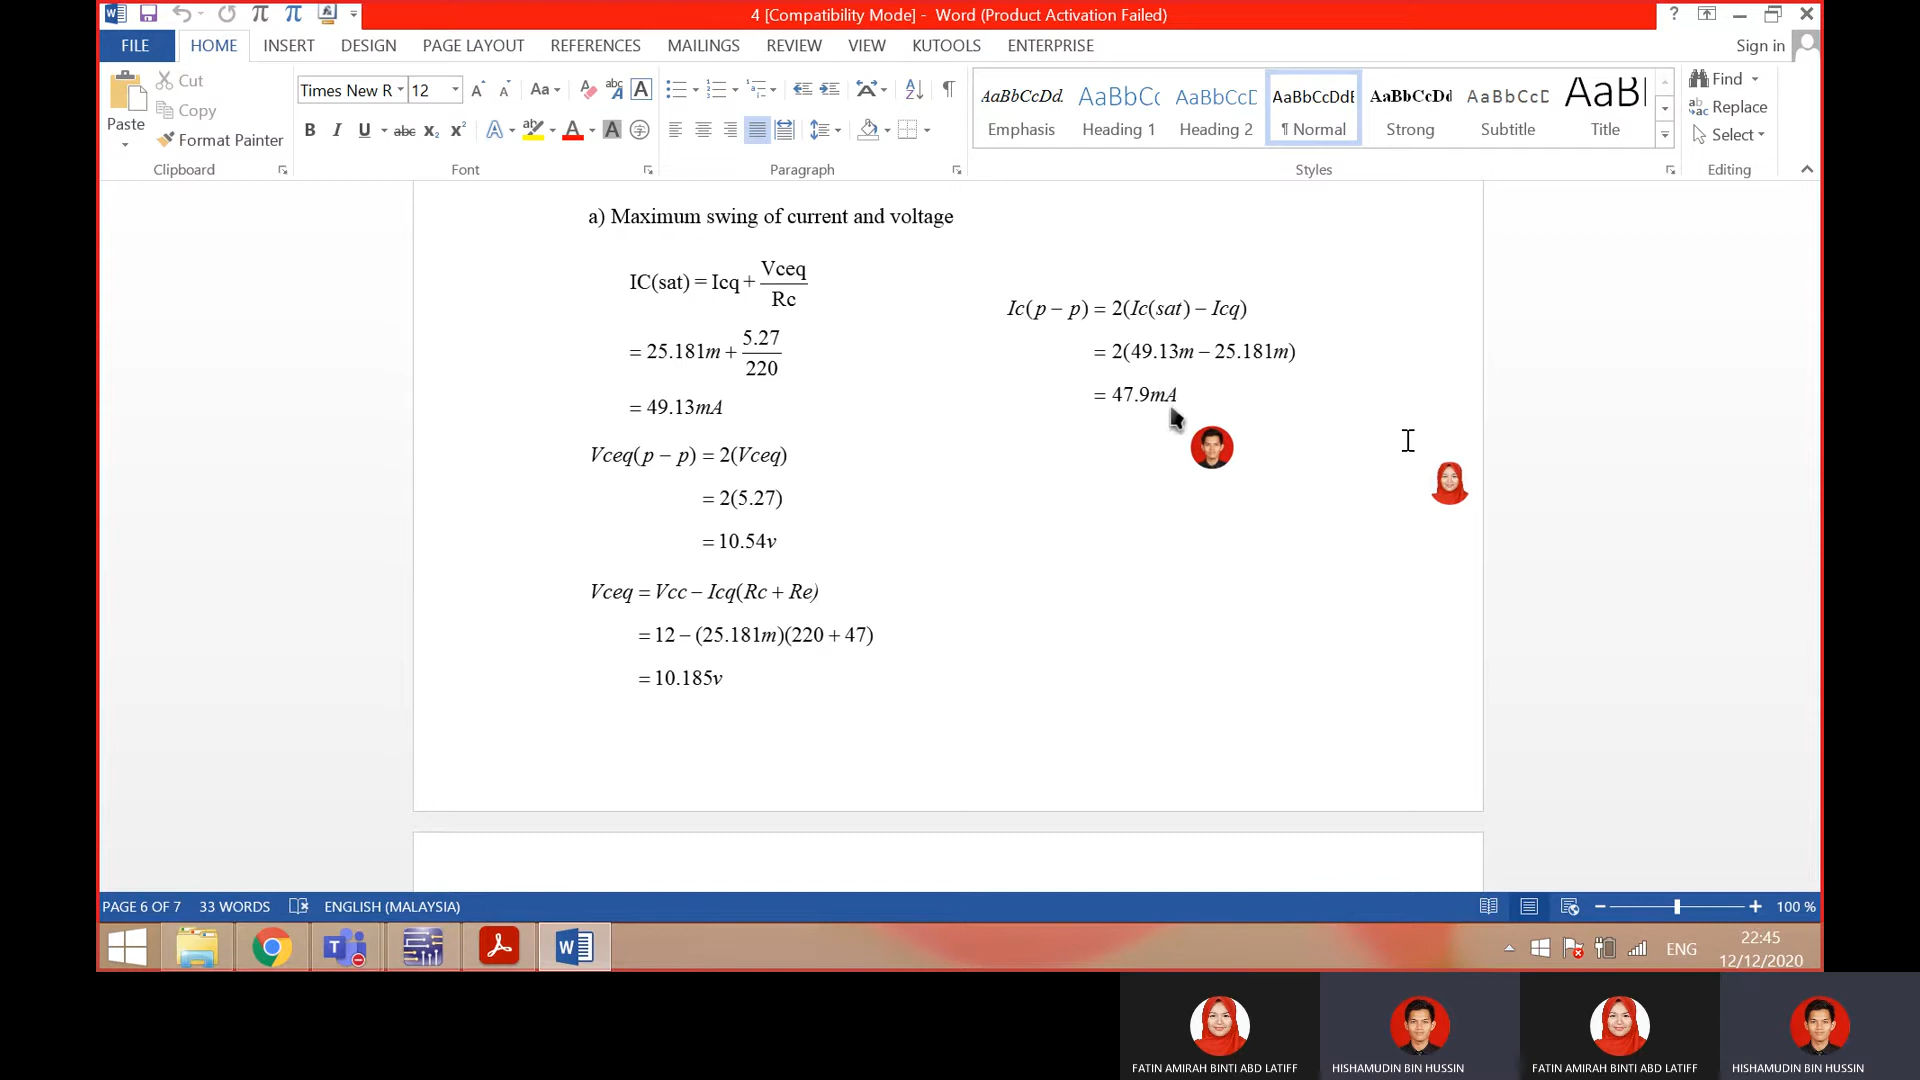 4 [Compatibility Mode] - Word (Product Activation Failed)
FILE HOME INSERT DESIGN PAGE LAYOUT REFERENCES MAILINGS REVIEW VIEW KUTOOLS ENTERPRISE Sign in
Paste
Cut
Copy
Format Painter
Clipboard
Times New R 12
Font
Paragraph
AaBbCcDd. AaBbCc AaBbCcD AaBbCcDdE AaBbCcDd AaBbCcD AaB
Emphasis Heading 1 Heading 2 ¶ Normal Strong Subtitle Title
Styles
Find
Replace
Select
Editing
a) Maximum swing of current and voltage
IC(sat) = Icq + Vceq / Rc
= 25.181m + 5.27 / 220
= 49.13mA
Vceq(p − p) = 2(Vceq)
= 2(5.27)
= 10.54v
Vceq = Vcc − Icq(Rc + Re)
= 12 − (25.181m)(220 + 47)
= 10.185v
Ic(p − p) = 2(Ic(sat) − Icq)
= 2(49.13m − 25.181m)
= 47.9mA
PAGE 6 OF 7 33 WORDS ENGLISH (MALAYSIA) 100 %
ENG
22:45
12/12/2020
FATIN AMIRAH BINTI ABD LATIFF
HISHAMUDIN BIN HUSSIN
FATIN AMIRAH BINTI ABD LATIFF
HISHAMUDIN BIN HUSSIN